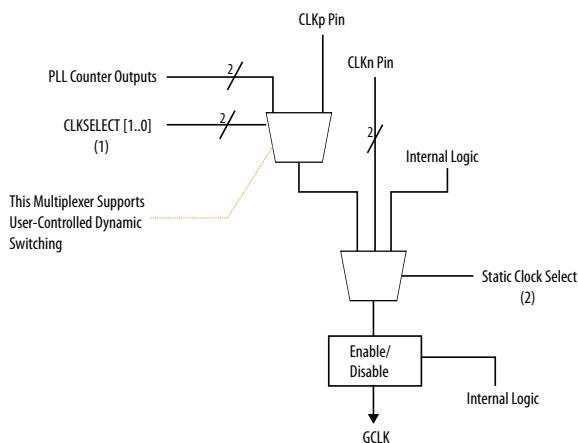 CLKp Pin
CLKn Pin
PLL Counter Outputs
2
CLKSELECT [1..0]
2
(1)
2
Internal Logic
This Multiplexer Supports
User-Controlled Dynamic
Switching
Static Clock Select
(2)
Enable/
Disable
Internal Logic
GCLK